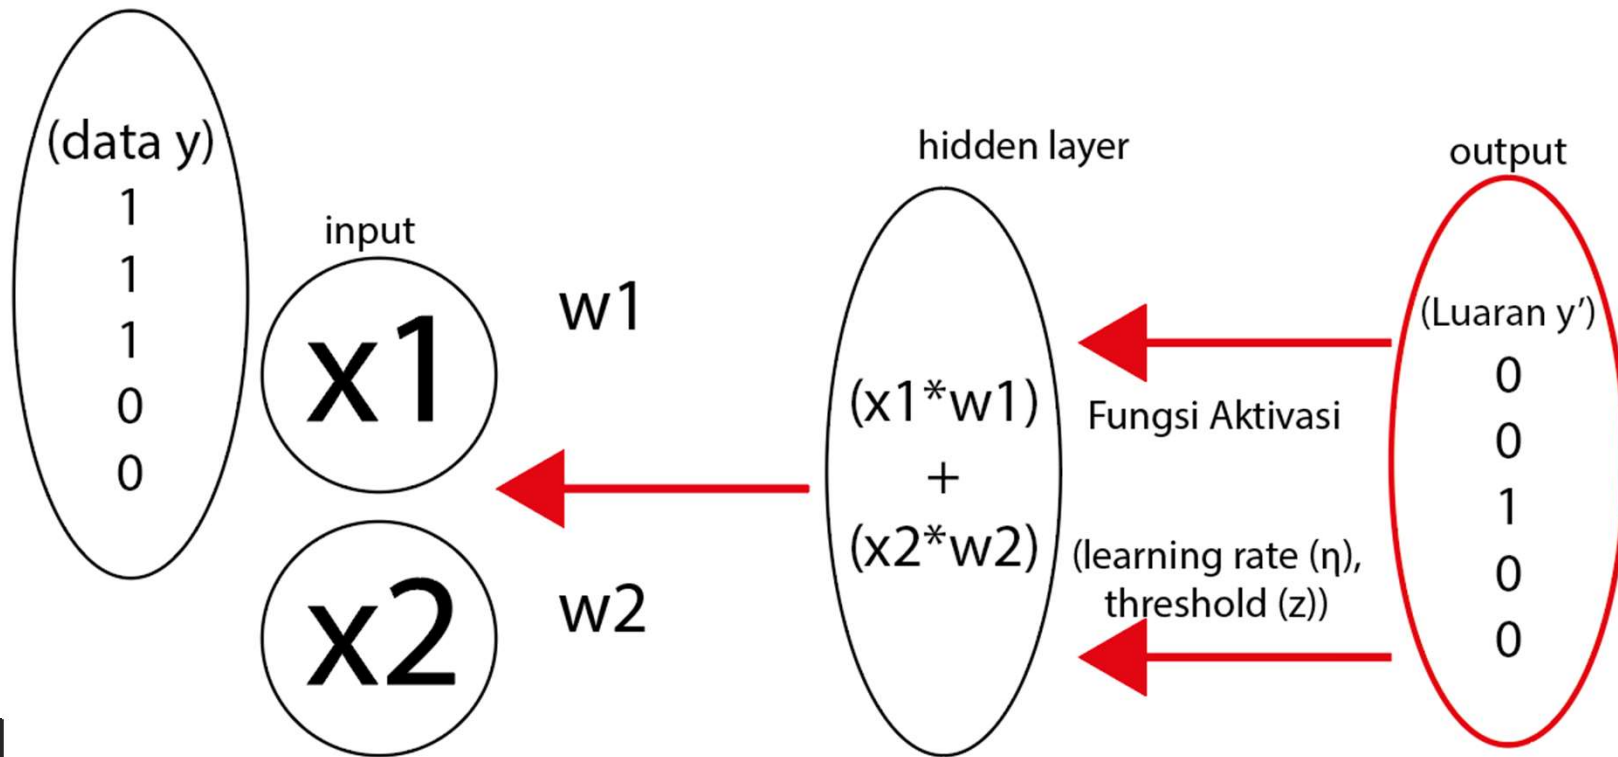 (data y)
1
1
1
0
0
input
x1
x2
w1
w2
hidden layer
(x1*w1)
+
(x2*w2)
Fungsi Aktivasi
(learning rate (η),
threshold (z))
output
(Luaran y’)
0
0
1
0
0